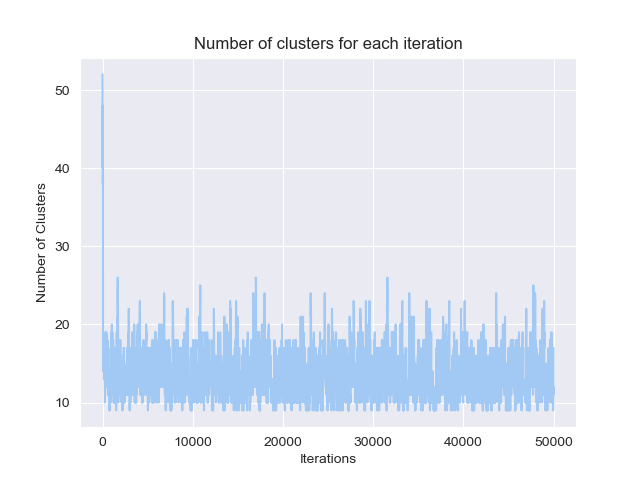 Number of clusters for each iteration
Number of Clusters
50
40
30
20
10
0 10000 20000 30000 40000 50000
Iterations